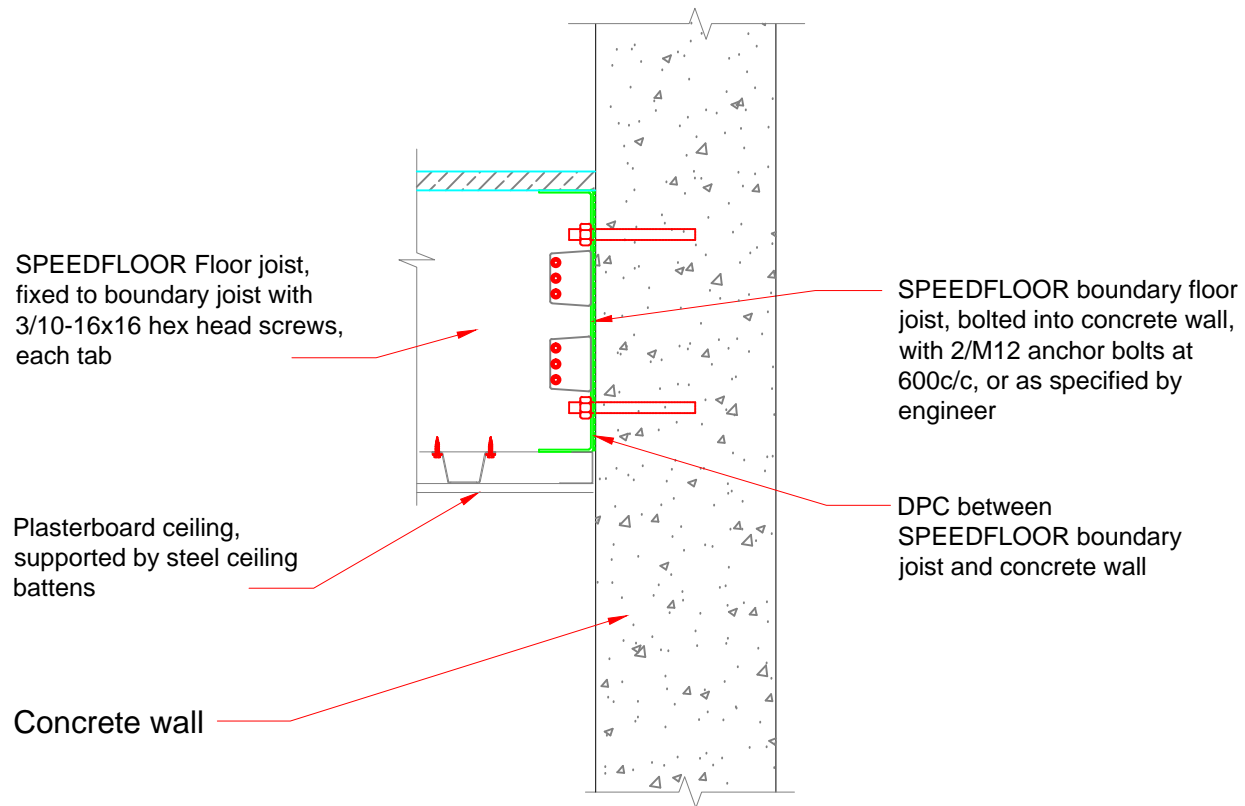 SPEEDFLOOR Floor joist,
fixed to boundary joist with
3/10-16x16 hex head screws,
each tab
SPEEDFLOOR boundary floor
joist, bolted into concrete wall,
with 2/M12 anchor bolts at
600c/c, or as specified by
engineer
Plasterboard ceiling,
supported by steel ceiling
battens
DPC between
SPEEDFLOOR boundary
joist and concrete wall
Concrete wall